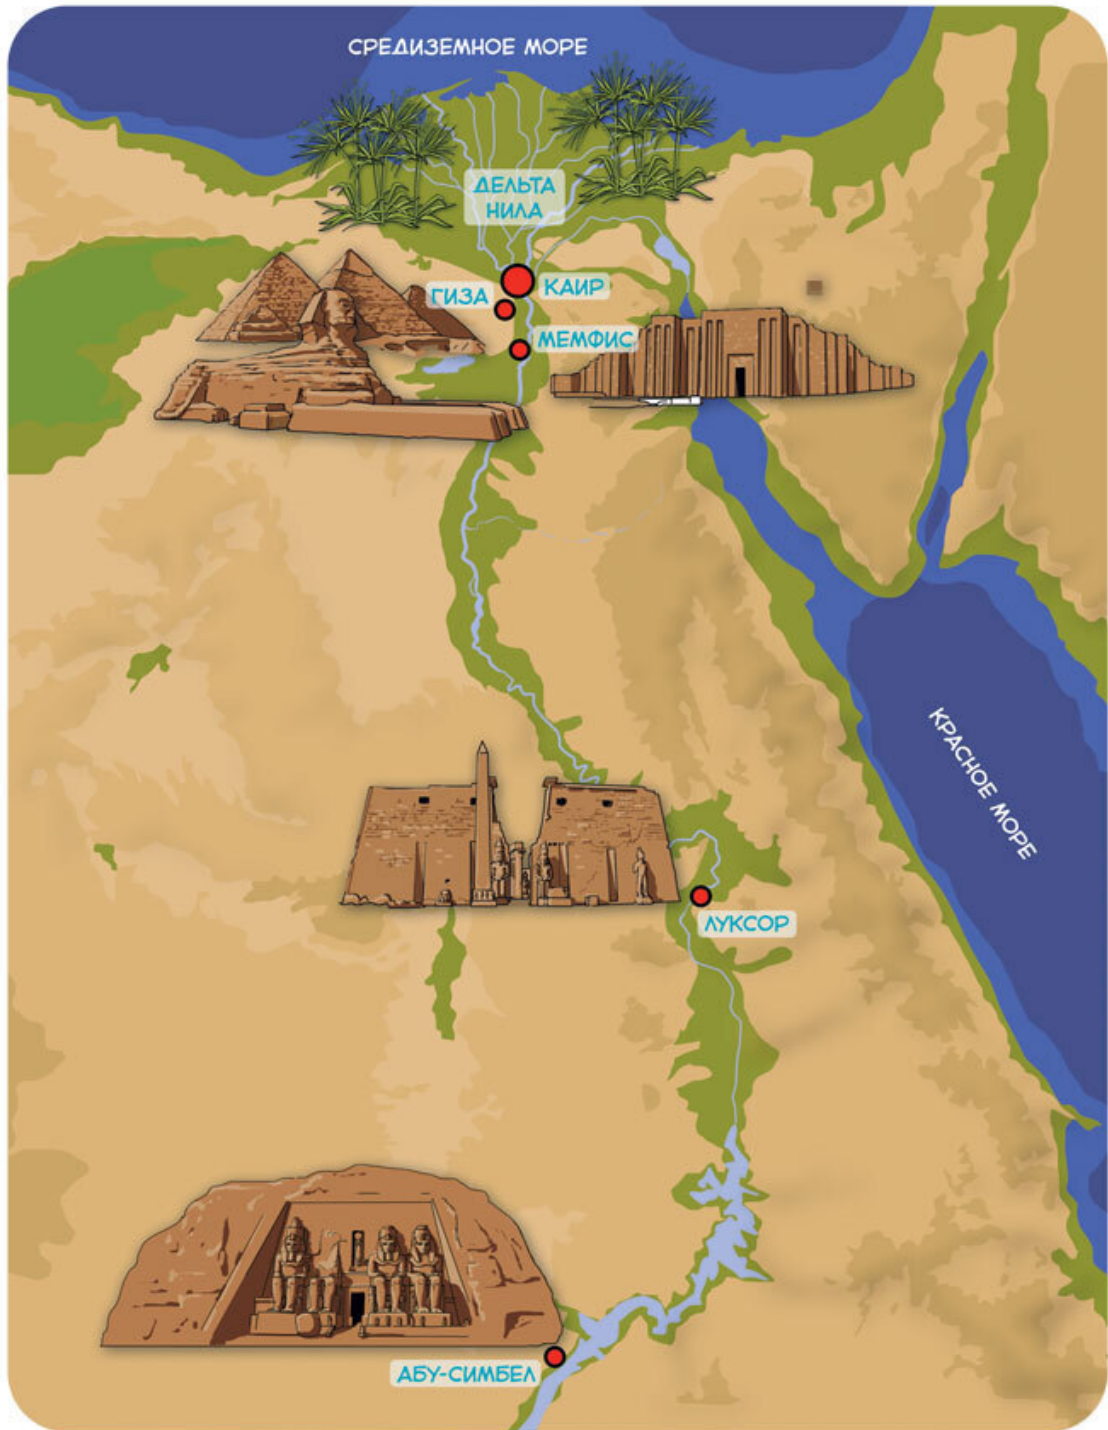 СРЕДИЗЕМНОЕ МОРЕ
ДЕЛЬТА
НИЛА
КАИР
ГИЗА
МЕМФИС
КРАСНОЕ МОРЕ
ЛУКСОР
АБУ-СИМБЕЛ